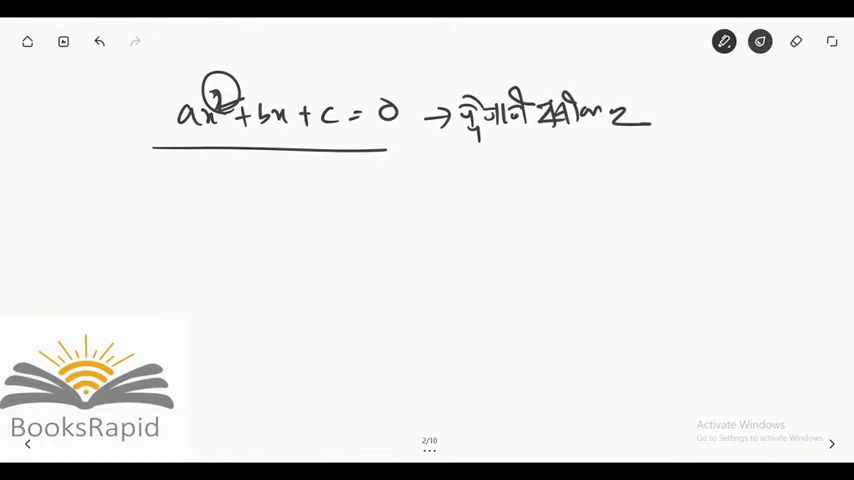 ax² + bx + c = 0 →
BooksRapid
2/10
Activate Windows
Go to Settings to activate Windows.